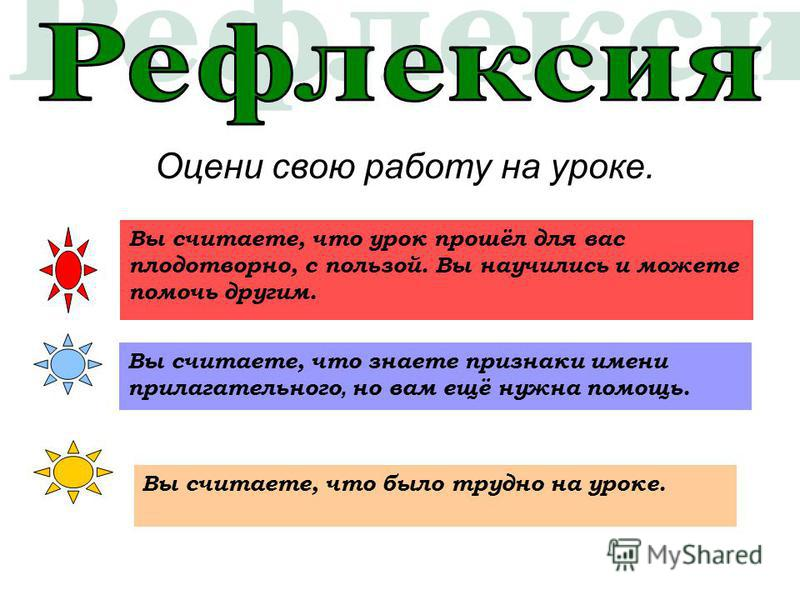 Рефлексия
Оцени свою работу на уроке.
Вы считаете, что урок прошёл для вас
плодотворно, с пользой. Вы научились и можете
помочь другим.
Вы считаете, что знаете признаки имени
прилагательного, но вам ещё нужна помощь.
Вы считаете, что было трудно на уроке.
MyShared